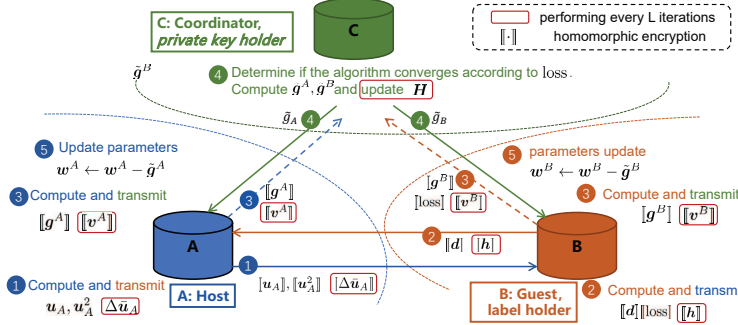 C: Coordinator,
private key holder
C
performing every L iterations
⟦·⟧ homomorphic encryption
g̃^B
4 Determine if the algorithm converges according to loss.
Compute g̃^A, g̃^B and update H
g̃_A 4
4 g̃_B
5 Update parameters
w^A ← w^A − g̃^A
5 parameters update
w^B ← w^B − g̃^B
3 Compute and transmit
⟦g^A⟧ ⟦v^A⟧
3 ⟦g^A⟧
⟦v^A⟧
⟦g^B⟧ 3
⟦loss⟧ ⟦v^B⟧
3 Compute and transmit
⟦g^B⟧ ⟦v^B⟧
A
B
2 ⟦d⟧ ⟦h⟧
1 ⟦u_A⟧, ⟦u_A^2⟧ ⟦Δū_A⟧
1 Compute and transmit
u_A, u_A^2 Δū_A
A: Host
B: Guest,
label holder
2 Compute and transmit
⟦d⟧⟦loss⟧ ⟦h⟧